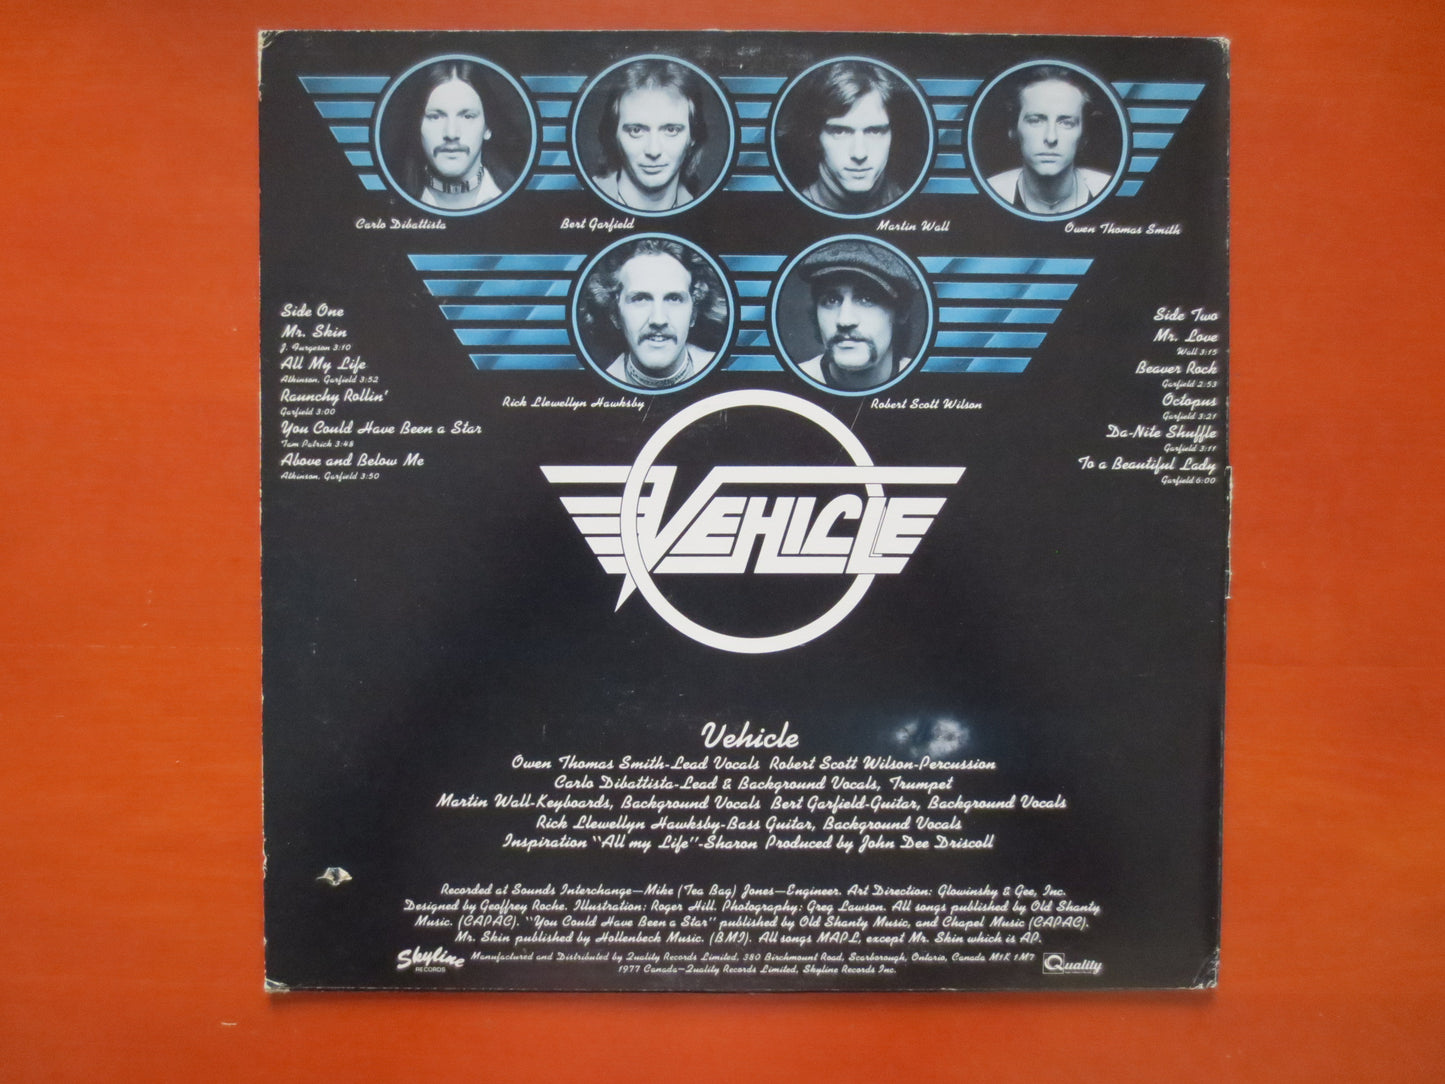 Carlo Dibattista
Bert Garfield
Martin Wall
Owen Thomas Smith
Rick Llewellyn Hawksby
Robert Scott Wilson
Side One
Mr. Skin
J. Furgeson 3:10
All My Life
Atkinson, Garfield 3:52
Raunchy Rollin'
Garfield 3:00
You Could Have Been a Star
Tam Patrick 3:48
Above and Below Me
Atkinson, Garfield 3:50
Side Two
Mr. Love
Wall 3:15
Beaver Rock
Garfield 2:53
Octopus
Garfield 3:21
Da-Nite Shuffle
Garfield 3:11
To a Beautiful Lady
Garfield 6:00
VEHICLE
Vehicle
Owen Thomas Smith-Lead Vocals Robert Scott Wilson-Percussion
Carlo Dibattista-Lead & Background Vocals, Trumpet
Martin Wall-Keyboards, Background Vocals Bert Garfield-Guitar, Background Vocals
Rick Llewellyn Hawksby-Bass Guitar, Background Vocals
Inspiration "All my Life"-Sharon Produced by John Dee Driscoll
Recorded at Sounds Interchange—Mike (Tea Bag) Jones—Engineer. Art Direction: Glowinsky & Gee, Inc.
Designed by Geoffrey Roche. Illustration: Roger Hill. Photography: Greg Lawson. All songs published by Old Shanty
Music. (CAPAC). "You Could Have Been a Star" published by Old Shanty Music, and Chapel Music (CAPAC).
Mr. Skin published by Hollenbeck Music. (BMI). All songs MAPL, except Mr. Skin which is AP.
Skyline
RECORDS
Manufactured and Distributed by Quality Records Limited, 380 Birchmount Road, Scarborough, Ontario, Canada M1K 1M7
1977 Canada—Quality Records Limited, Skyline Records Inc.
Quality